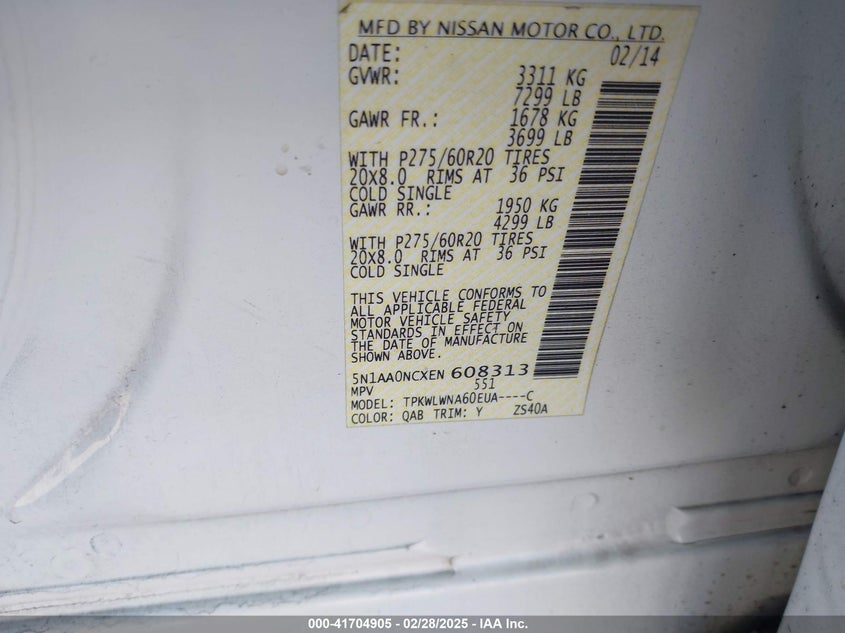 MFD BY NISSAN MOTOR CO., LTD.
DATE: 02/14
GVWR: 3311 KG
7299 LB
GAWR FR.: 1678 KG
3699 LB
WITH P275/60R20 TIRES
20X8.0 RIMS AT 36 PSI
COLD SINGLE
GAWR RR.: 1950 KG
4299 LB
WITH P275/60R20 TIRES
20X8.0 RIMS AT 36 PSI
COLD SINGLE
THIS VEHICLE CONFORMS TO
ALL APPLICABLE FEDERAL
MOTOR VEHICLE SAFETY
STANDARDS IN EFFECT ON
THE DATE OF MANUFACTURE
SHOWN ABOVE.
5N1AA0NCXEN 608313
MPV 551
MODEL: TPKWLWNA60EUA----C
COLOR: QAB TRIM: Y ZS40A
000-41704905 - 02/28/2025 - IAA Inc.